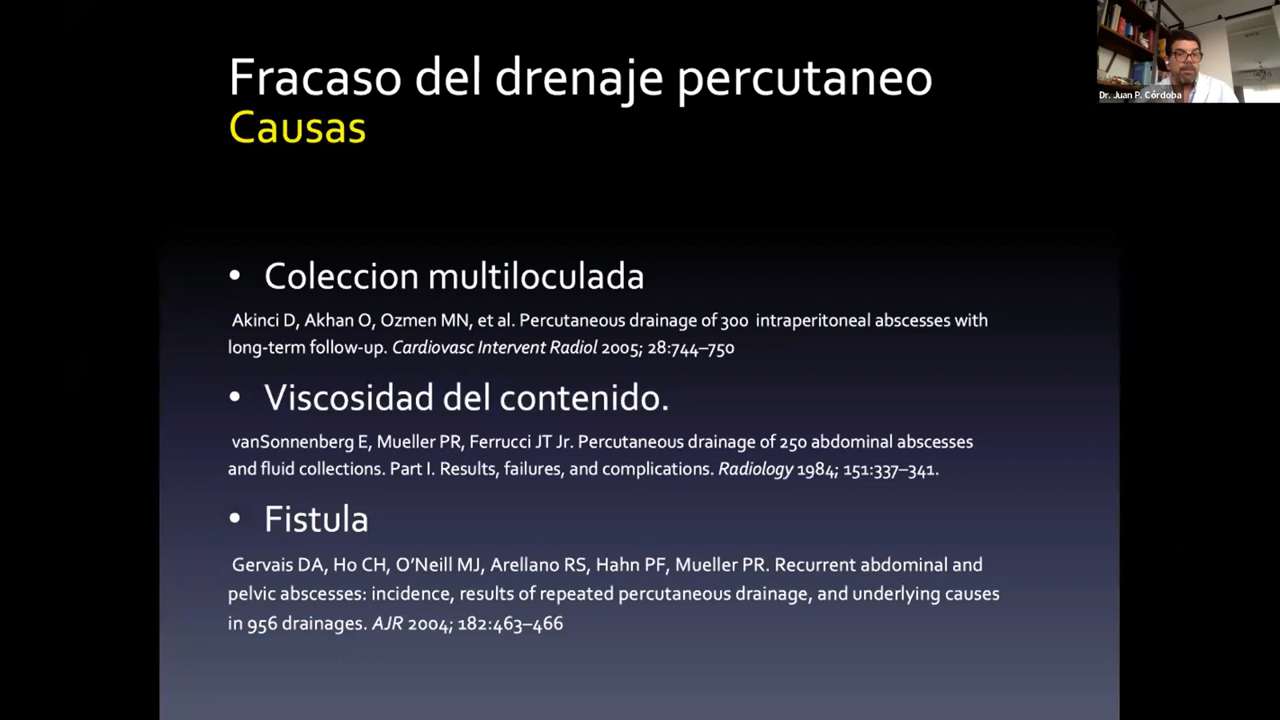 Fracaso del drenaje percutaneo
Causas
Dr. Juan P. Córdoba
• Coleccion multiloculada
Akinci D, Akhan O, Ozmen MN, et al. Percutaneous drainage of 300 intraperitoneal abscesses with
long-term follow-up. Cardiovasc Intervent Radiol 2005; 28:744–750
• Viscosidad del contenido.
vanSonnenberg E, Mueller PR, Ferrucci JT Jr. Percutaneous drainage of 250 abdominal abscesses
and fluid collections. Part I. Results, failures, and complications. Radiology 1984; 151:337–341.
• Fistula
Gervais DA, Ho CH, O’Neill MJ, Arellano RS, Hahn PF, Mueller PR. Recurrent abdominal and
pelvic abscesses: incidence, results of repeated percutaneous drainage, and underlying causes
in 956 drainages. AJR 2004; 182:463–466